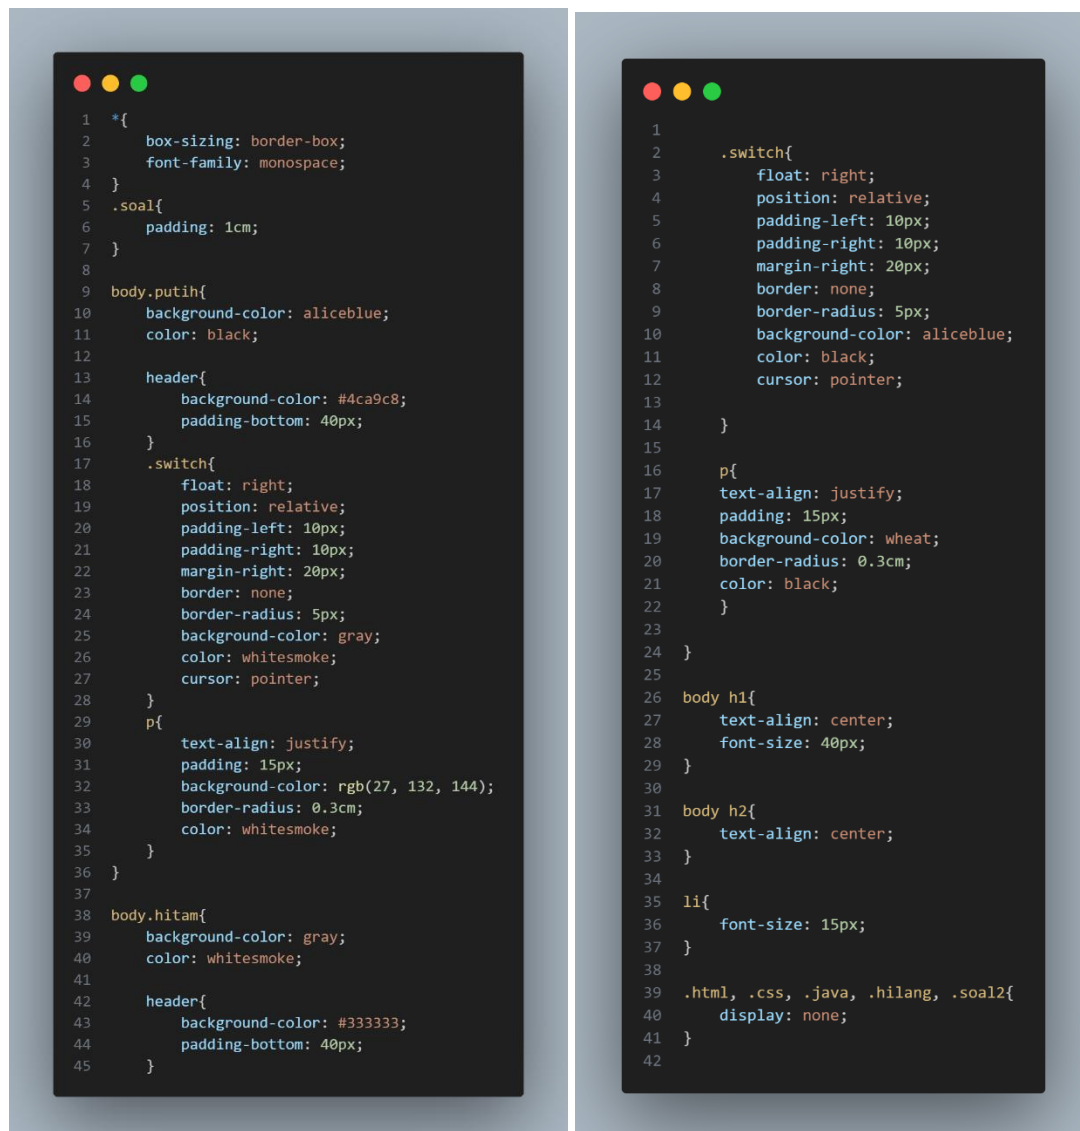 1 *{
2 box-sizing: border-box;
3 font-family: monospace;
4 }
5 .soal{
6 padding: 1cm;
7 }
8
9 body.putih{
10 background-color: aliceblue;
11 color: black;
12
13 header{
14 background-color: #4ca9c8;
15 padding-bottom: 40px;
16 }
17 .switch{
18 float: right;
19 position: relative;
20 padding-left: 10px;
21 padding-right: 10px;
22 margin-right: 20px;
23 border: none;
24 border-radius: 5px;
25 background-color: gray;
26 color: whitesmoke;
27 cursor: pointer;
28 }
29 p{
30 text-align: justify;
31 padding: 15px;
32 background-color: rgb(27, 132, 144);
33 border-radius: 0.3cm;
34 color: whitesmoke;
35 }
36 }
37
38 body.hitam{
39 background-color: gray;
40 color: whitesmoke;
41
42 header{
43 background-color: #333333;
44 padding-bottom: 40px;
45 }
1
2 .switch{
3 float: right;
4 position: relative;
5 padding-left: 10px;
6 padding-right: 10px;
7 margin-right: 20px;
8 border: none;
9 border-radius: 5px;
10 background-color: aliceblue;
11 color: black;
12 cursor: pointer;
13
14 }
15
16 p{
17 text-align: justify;
18 padding: 15px;
19 background-color: wheat;
20 border-radius: 0.3cm;
21 color: black;
22 }
23
24 }
25
26 body h1{
27 text-align: center;
28 font-size: 40px;
29 }
30
31 body h2{
32 text-align: center;
33 }
34
35 li{
36 font-size: 15px;
37 }
38
39 .html, .css, .java, .hilang, .soal2{
40 display: none;
41 }
42